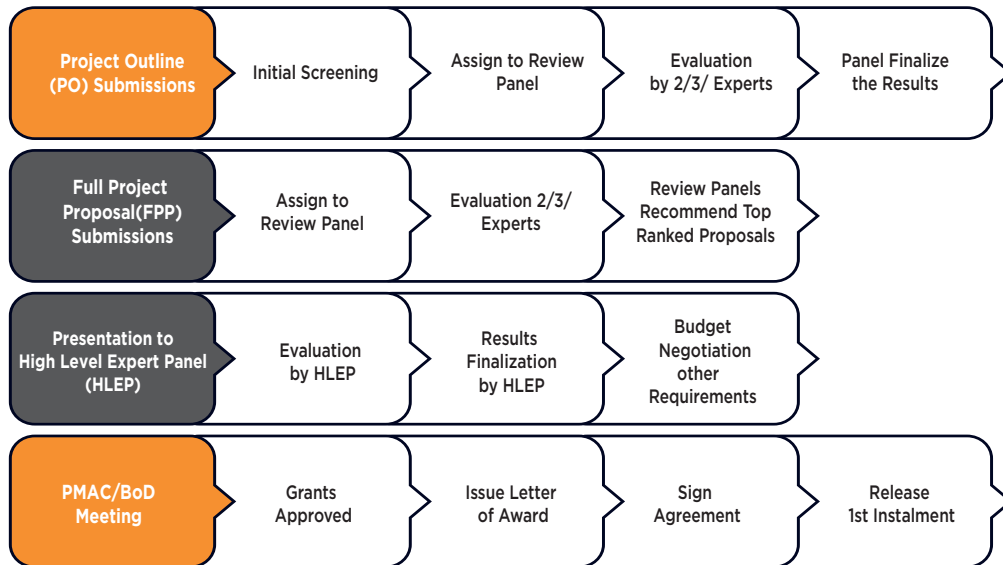 Project Outline
(PO) Submissions
Initial Screening
Assign to Review
Panel
Evaluation
by 2/3/ Experts
Panel Finalize
the Results
Full Project
Proposal(FPP)
Submissions
Assign to
Review Panel
Evaluation 2/3/
Experts
Review Panels
Recommend Top
Ranked Proposals
Presentation to
High Level Expert Panel
(HLEP)
Evaluation
by HLEP
Results
Finalization
by HLEP
Budget
Negotiation
other
Requirements
PMAC/BoD
Meeting
Grants
Approved
Issue Letter
of Award
Sign
Agreement
Release
1st Instalment